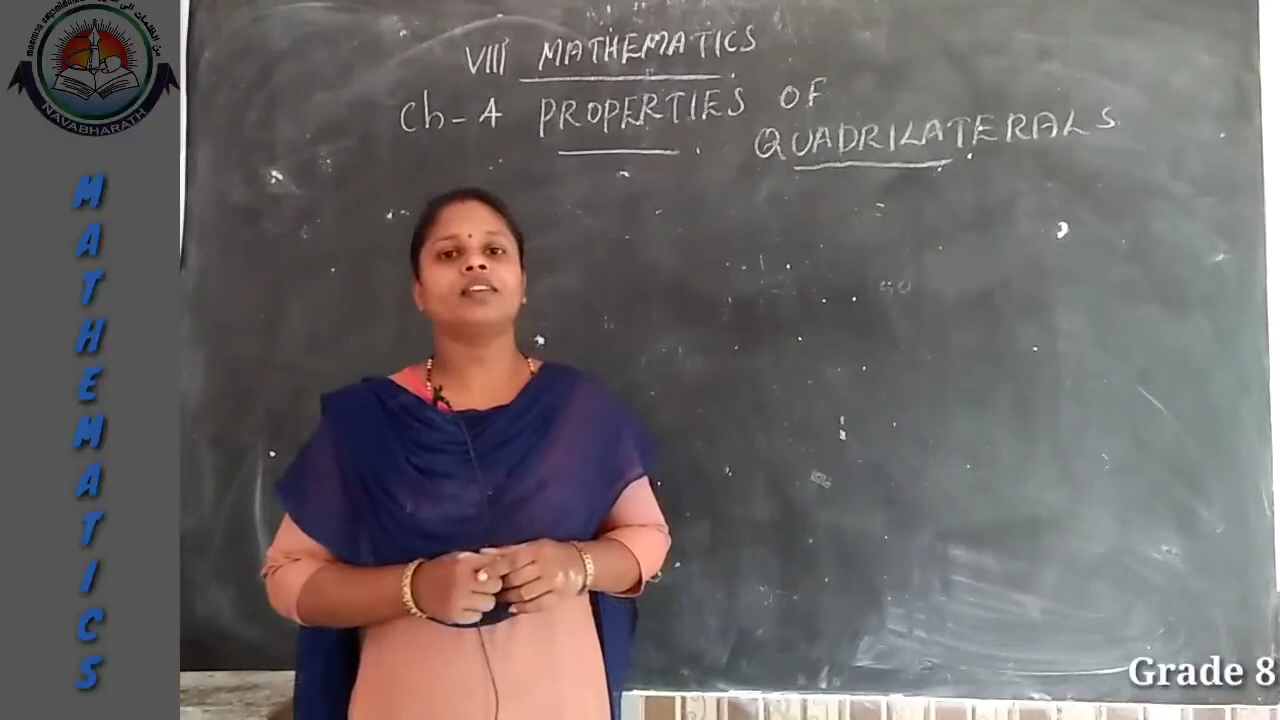 NAVABHARATH
MATHEMATICS
VIII MATHEMATICS
Ch - 4 PROPERTIES OF
QUADRILATERALS
Grade 8